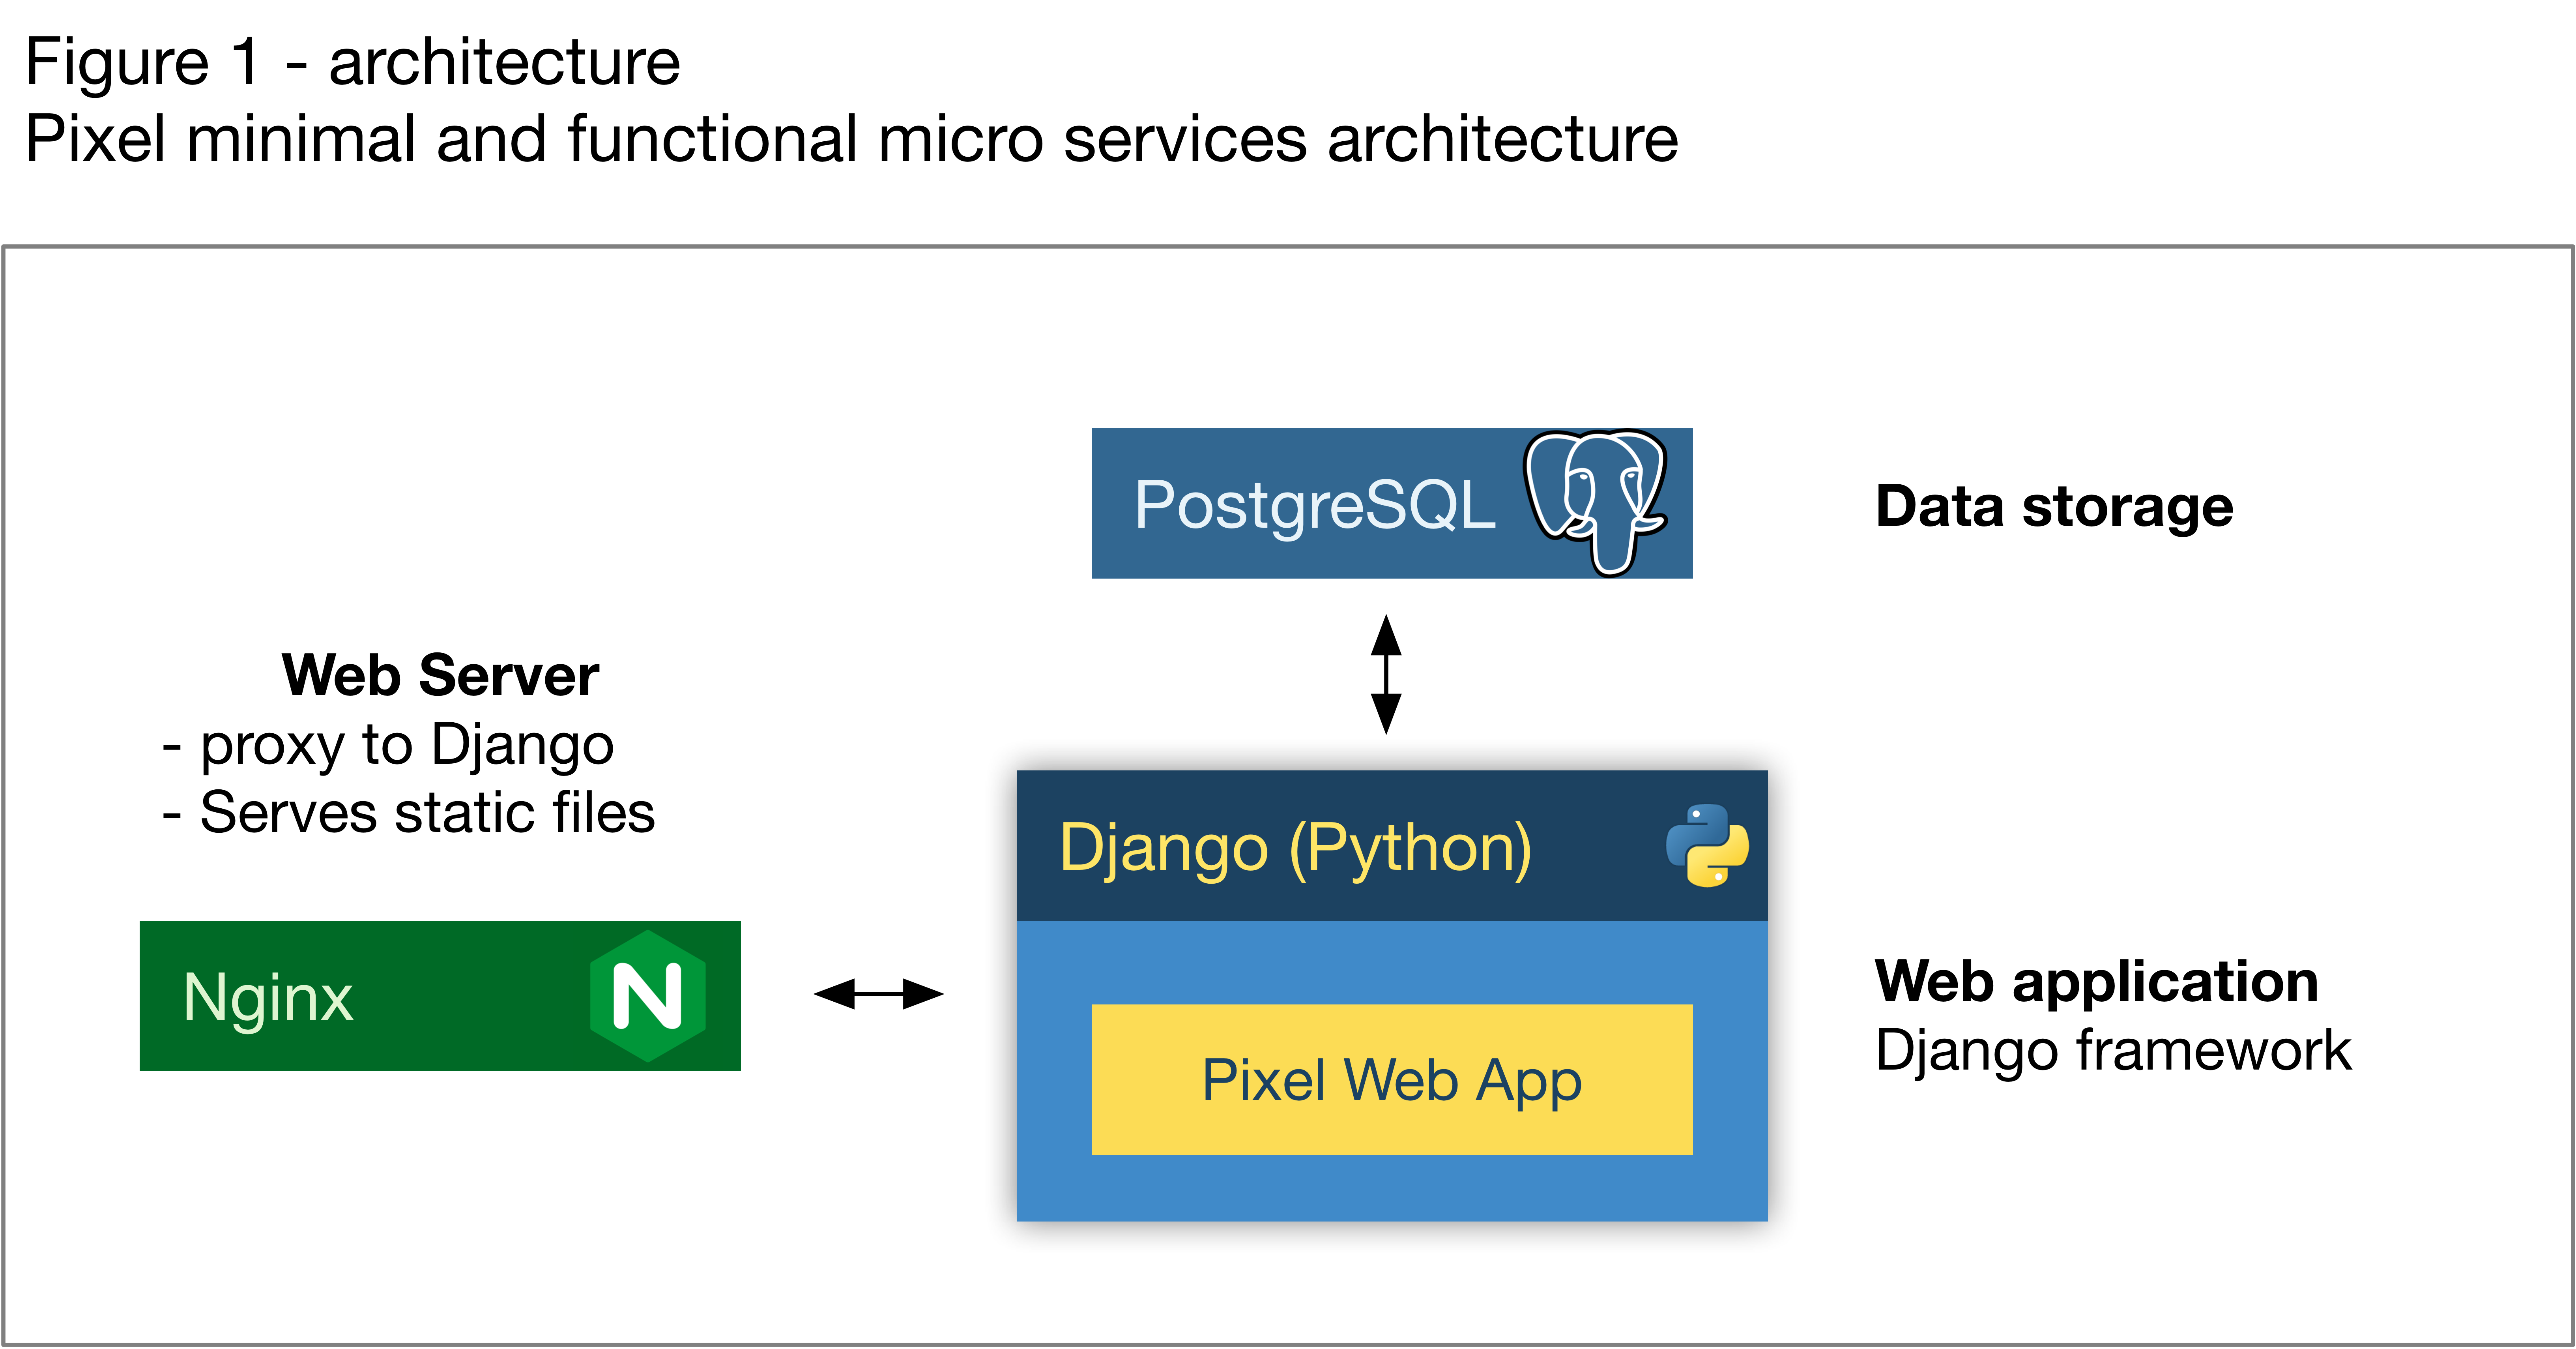 Figure 1 - architecture
Pixel minimal and functional micro services architecture
PostgreSQL
Data storage
Web Server
- proxy to Django
- Serves static files
Django (Python)
Nginx
N
Pixel Web App
Web application
Django framework